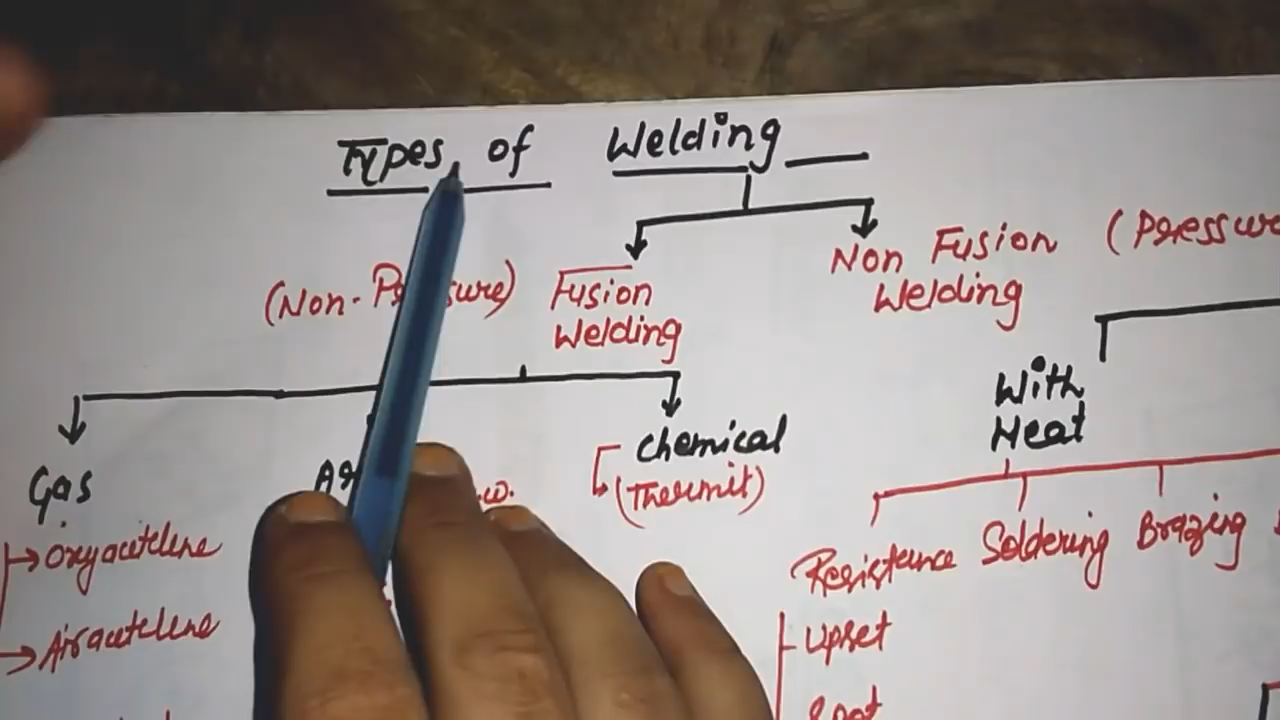 Types of Welding
(Non-Pressure) Fusion Welding
Non Fusion Welding (Pressure
Gas
Chemical
(Thermit)
With Heat
Oxyacetelene
Airacetelene
Resistance Soldering Brazing
Upset
Spot